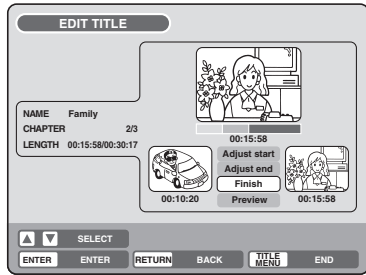 EDIT TITLE
NAME Family
CHAPTER 2/3
LENGTH 00:15:58/00:30:17
00:15:58
Adjust start
Adjust end
Finish
Preview
00:10:20
00:15:58
SELECT
ENTER ENTER RETURN BACK TITLE MENU END